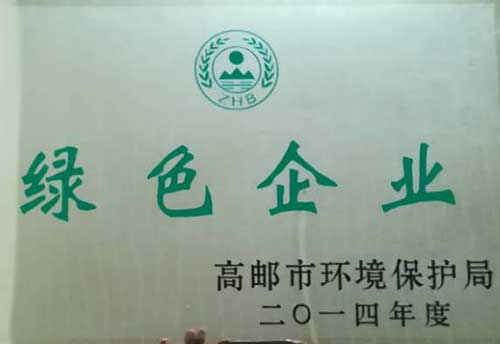 ZHB
绿色企业
高邮市环境保护局
二〇一四年度